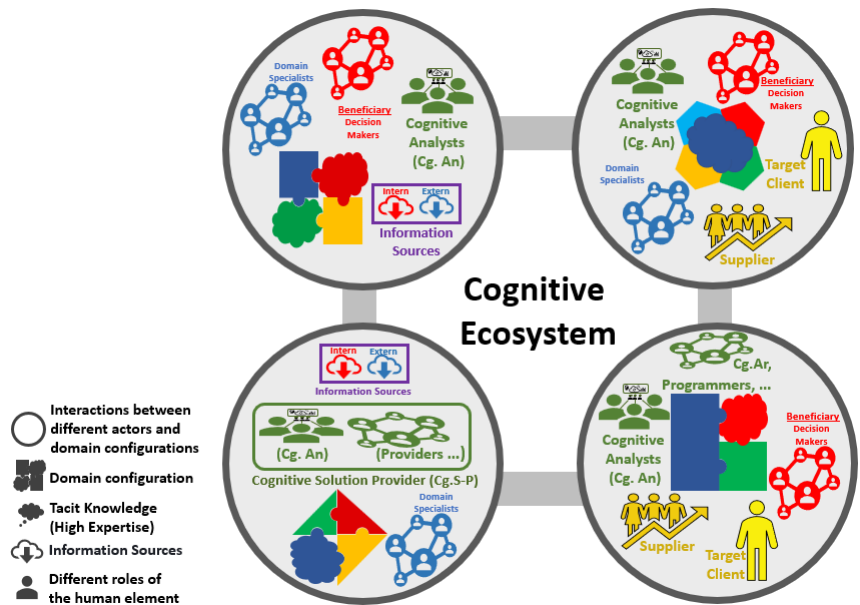 Domain
Specialists
Beneficiary
Decision
Makers
Cognitive
Analysts
(Cg. An)
Intern
Extern
Information
Sources
Cognitive
Analysts
(Cg. An)
Beneficiary
Decision
Makers
Target
Client
Domain
Specialists
Supplier
Cognitive
Ecosystem
Intern
Extern
Information Sources
(Cg. An)
(Providers ...)
Cognitive Solution Provider (Cg.S-P)
Domain
Specialists
Cg.Ar,
Programmers, ...
Cognitive
Analysts
(Cg. An)
Beneficiary
Decision
Makers
Supplier
Target
Client
Interactions between
different actors and
domain configurations
Domain configuration
Tacit Knowledge
(High Expertise)
Information Sources
Different roles of
the human element